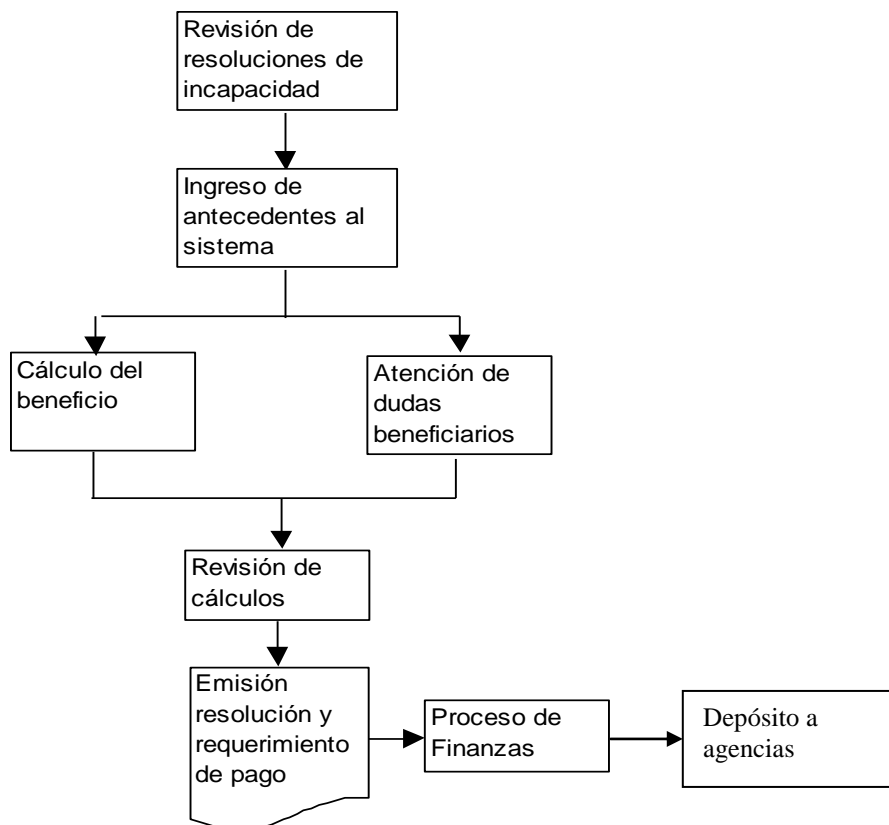 Revisión de
resoluciones de
incapacidad
Ingreso de
antecedentes al
sistema
Cálculo del
beneficio
Atención de
dudas
beneficiarios
Revisión de
cálculos
Emisión
resolución y
requerimiento
de pago
Proceso de
Finanzas
Depósito a
agencias